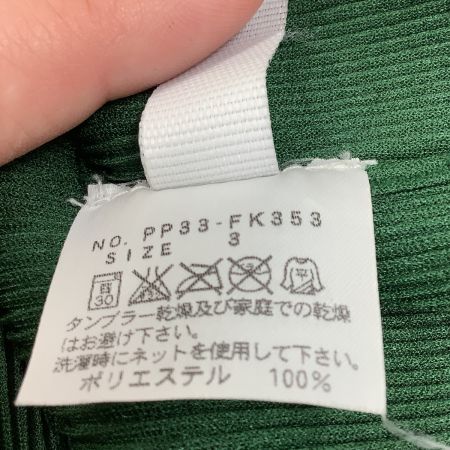 NO. PP33-FK353
SIZE 3
30
タンブラー乾燥及び家庭での乾燥
はお避け下さい。
洗濯時にネットを使用して下さい。
ポリエステル 100%